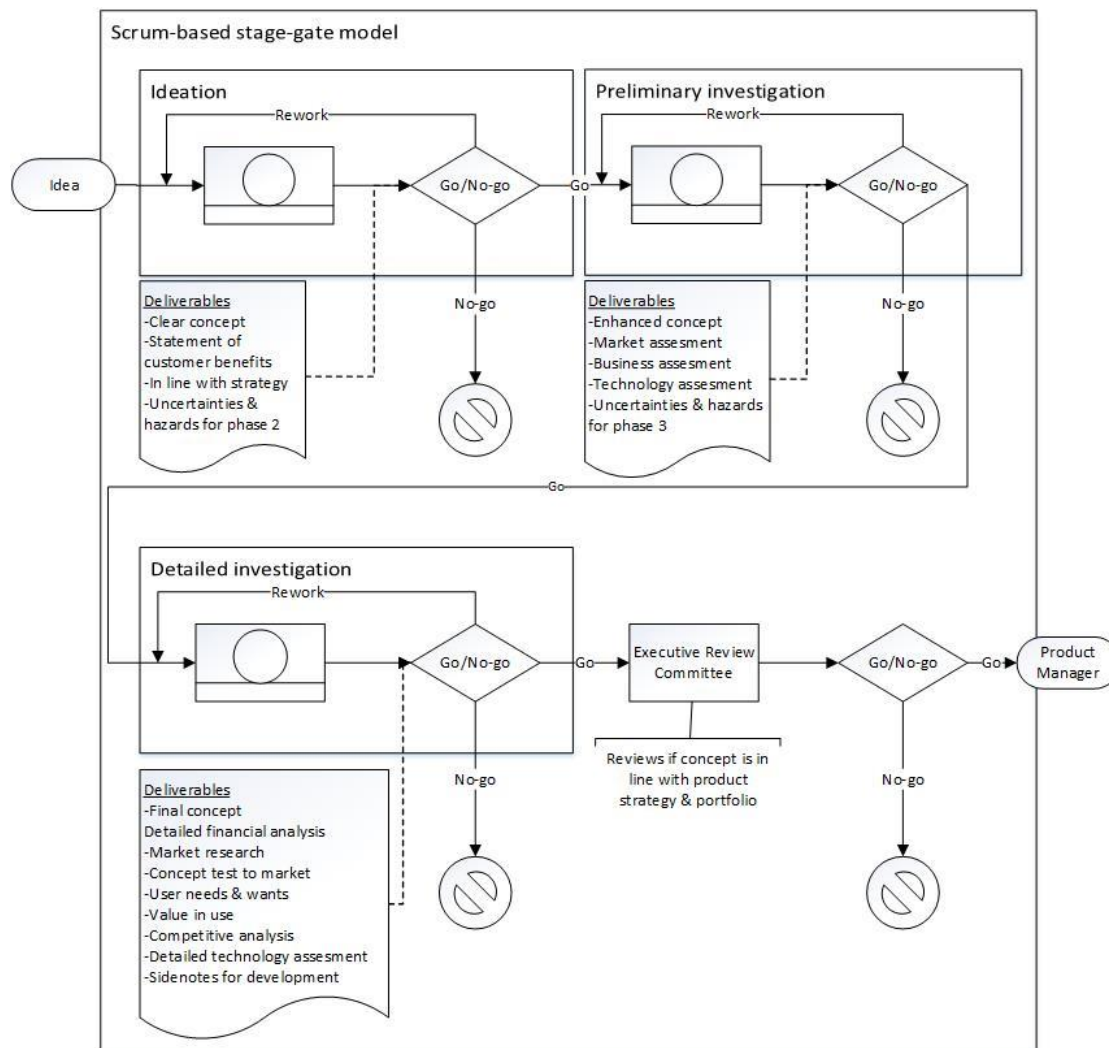 Scrum-based stage-gate model
Ideation
Rework
Idea
Go/No-go
Go
No-go
Deliverables
-Clear concept
-Statement of
customer benefits
-In line with strategy
-Uncertainties &
hazards for phase 2
Preliminary investigation
Rework
Go/No-go
No-go
Deliverables
-Enhanced concept
-Market assesment
-Business assesment
-Technology assesment
-Uncertainties & hazards
for phase 3
Go
Detailed investigation
Rework
Go/No-go
Go
No-go
Deliverables
-Final concept
Detailed financial analysis
-Market research
-Concept test to market
-User needs & wants
-Value in use
-Competitive analysis
-Detailed technology assesment
-Sidenotes for development
Executive Review
Committee
Reviews if concept is in
line with product
strategy & portfolio
Go/No-go
Go
No-go
Product
Manager